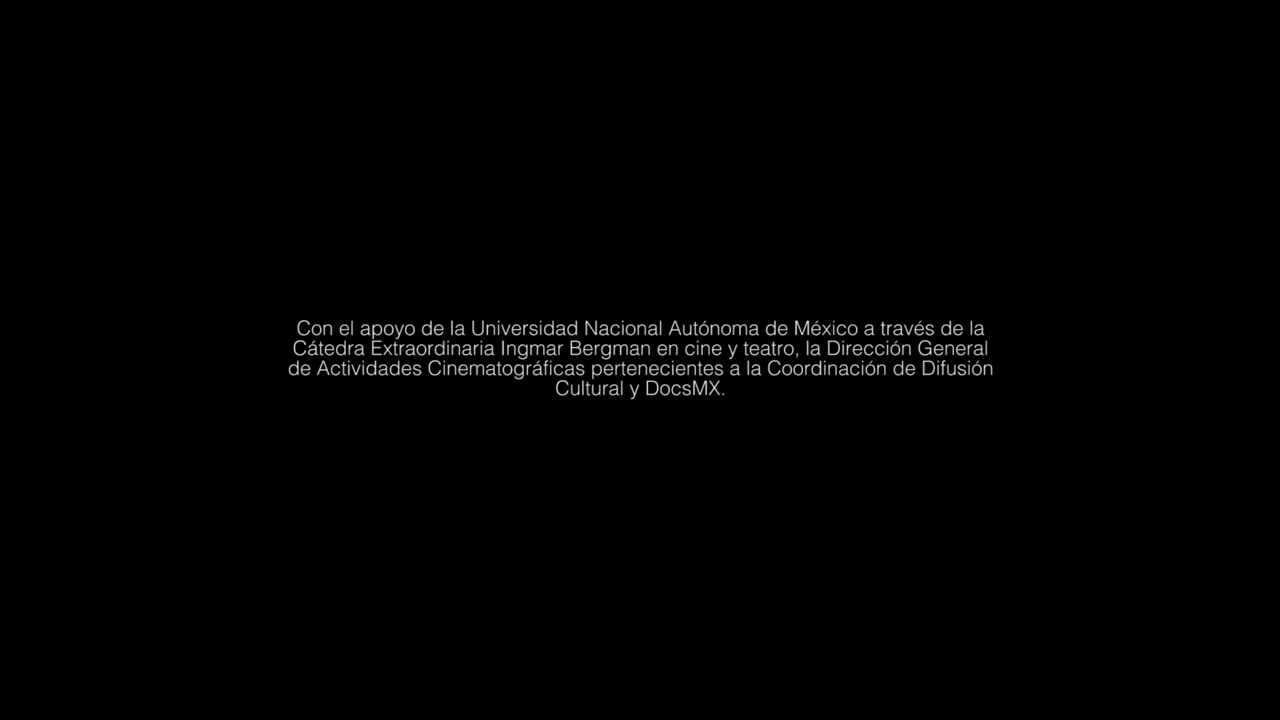 Con el apoyo de la Universidad Nacional Autónoma de México a través de la
Cátedra Extraordinaria Ingmar Bergman en cine y teatro, la Dirección General
de Actividades Cinematográficas pertenecientes a la Coordinación de Difusión
Cultural y DocsMX.